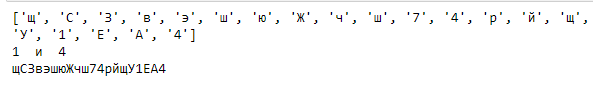 ['щ', 'С', 'З', 'в', 'э', 'ш', 'ю', 'Ж', 'ч', 'ш', '7', '4', 'р', 'й', 'щ',
'У', '1', 'Е', 'А', '4']
1 и 4
щСЗвэшюЖчш74рйщУ1ЕА4